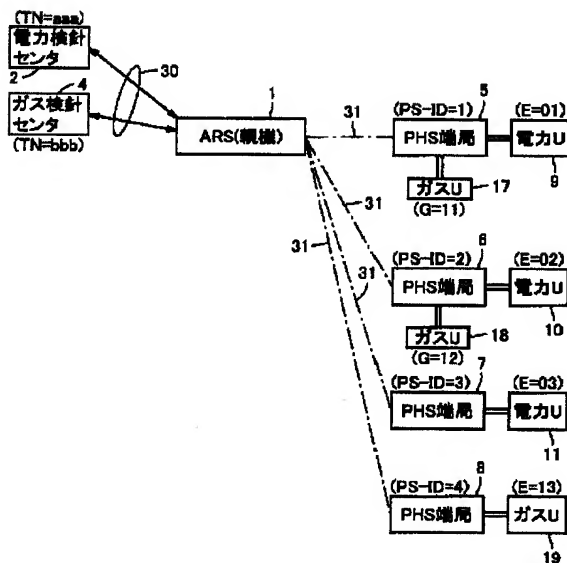 (TN=aaa)
電力検針
センタ
2
4
30
ガス検針
センタ
(TN=bbb)
1
ARS(親機)
31
(PS-ID=1)
5
(E=01)
PHS端局
電力U
9
ガスU
17
(G=11)
31
31
31
(PS-ID=2)
6
(E=02)
PHS端局
電力U
10
ガスU
18
(G=12)
(PS-ID=3)
7
(E=03)
PHS端局
電力U
11
(PS-ID=4)
8
(E=13)
PHS端局
ガスU
19